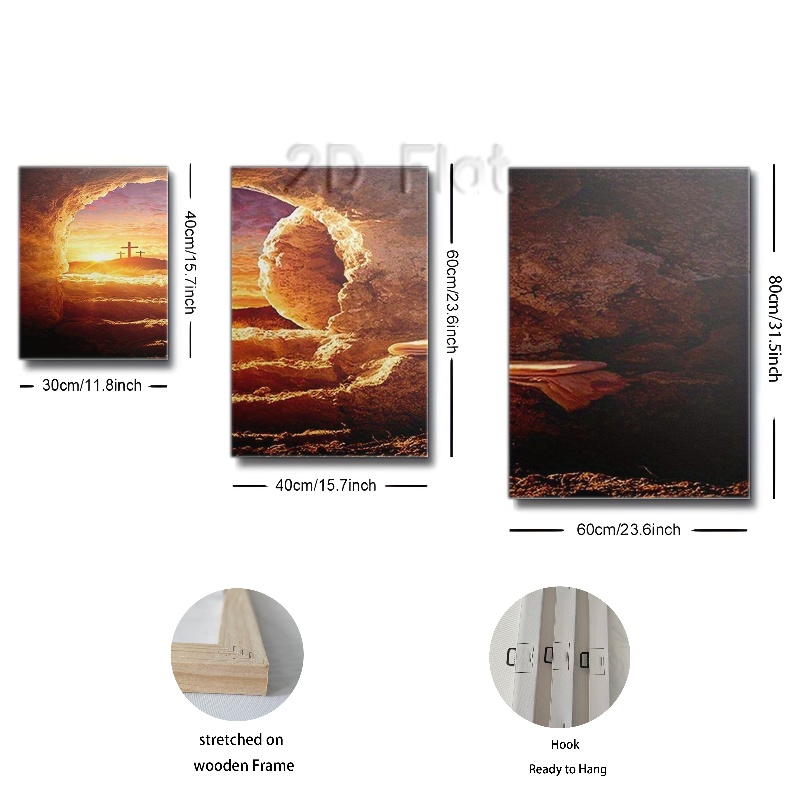 2D Flat
40cm/15.7inch
30cm/11.8inch
60cm/23.6inch
40cm/15.7inch
80cm/31.5inch
60cm/23.6inch
stretched on
wooden Frame
Hook
Ready to Hang